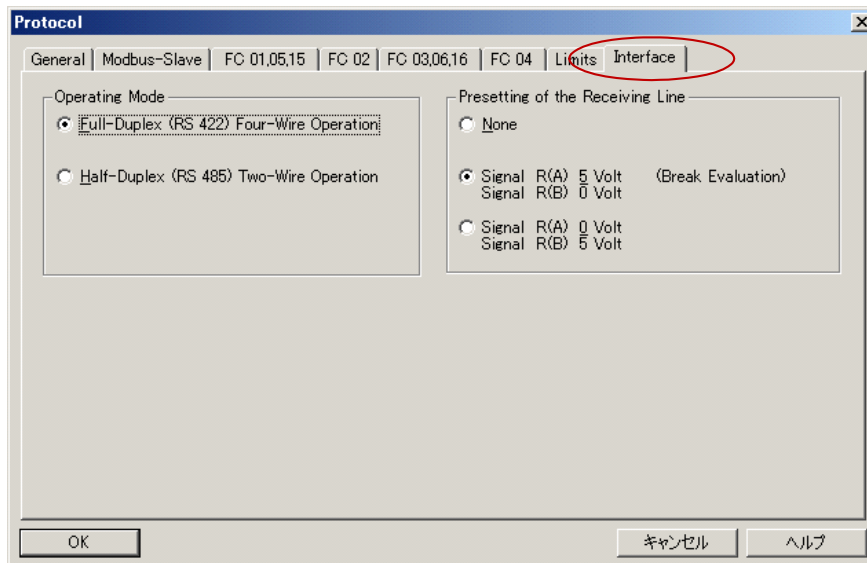 Protocol
General
Modbus-Slave
FC 01,05,15
FC 02
FC 03,06,16
FC 04
Limits
Interface
Operating Mode
Full-Duplex (RS 422) Four-Wire Operation
Half-Duplex (RS 485) Two-Wire Operation
Presetting of the Receiving Line
None
Signal R(A) 5 Volt (Break Evaluation)
Signal R(B) 0 Volt
Signal R(A) 0 Volt
Signal R(B) 5 Volt
OK
キャンセル
ヘルプ